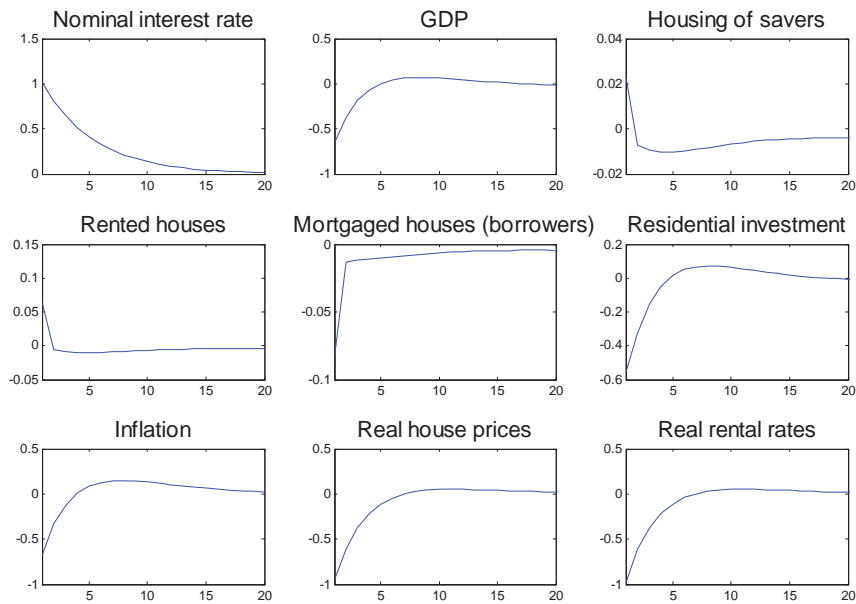 Nominal interest rate
GDP
Housing of savers
1.5
1
0.5
0
5 10 15 20
0.5
0
-0.5
-1
5 10 15 20
0.04
0.02
0
-0.02
5 10 15 20
Rented houses
Mortgaged houses (borrowers)
Residential investment
0.15
0.1
0.05
0
-0.05
5 10 15 20
0
-0.05
-0.1
5 10 15 20
0.2
0
-0.2
-0.4
-0.6
5 10 15 20
Inflation
Real house prices
Real rental rates
0.5
0
-0.5
-1
5 10 15 20
0.5
0
-0.5
-1
5 10 15 20
0.5
0
-0.5
-1
5 10 15 20